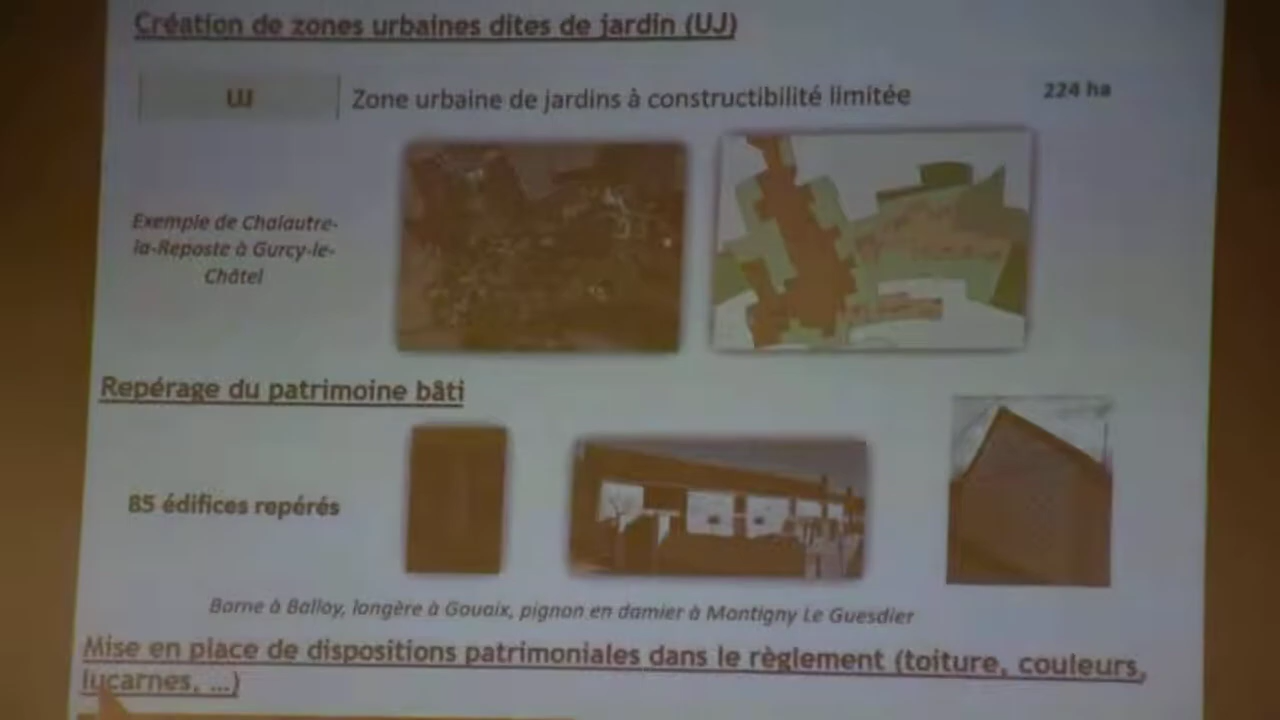 Création de zones urbaines dites de jardin (UJ)
UJ
Zone urbaine de jardins à constructibilité limitée
224 ha
Exemple de Chalautre-
la-Reposte à Gurcy-le-
Châtel
Repérage du patrimoine bâti
85 édifices repérés
Borne à Balloy, longère à Gouaix, pignon en damier à Montigny Le Guesdier
Mise en place de dispositions patrimoniales dans le règlement (toiture, couleurs,
lucarnes, ...)